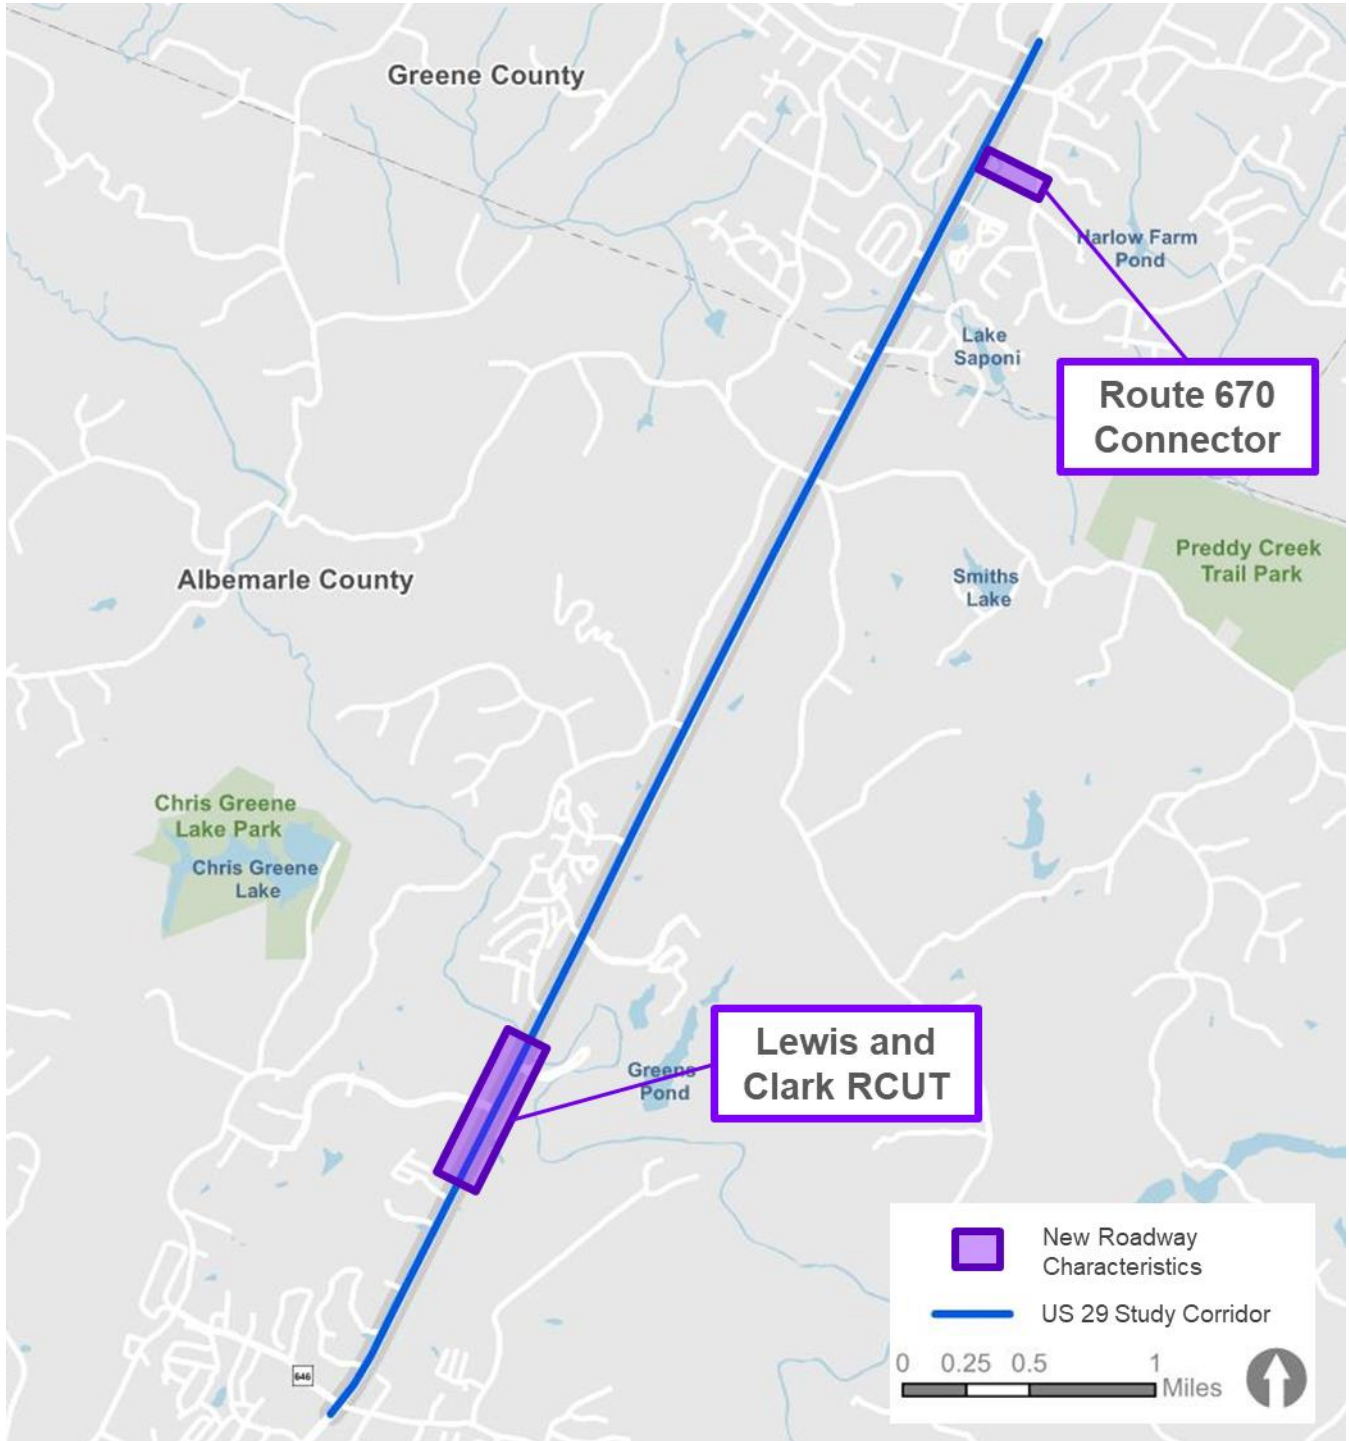 Greene County
Harlow Farm
Pond
Lake
Saponi
Route 670
Connector
Preddy Creek
Trail Park
Smiths
Lake
Albemarle County
Chris Greene
Lake Park
Chris Greene
Lake
Lewis and
Clark RCUT
Greens
Pond
New Roadway
Characteristics
US 29 Study Corridor
0 0.25 0.5 1
Miles
646